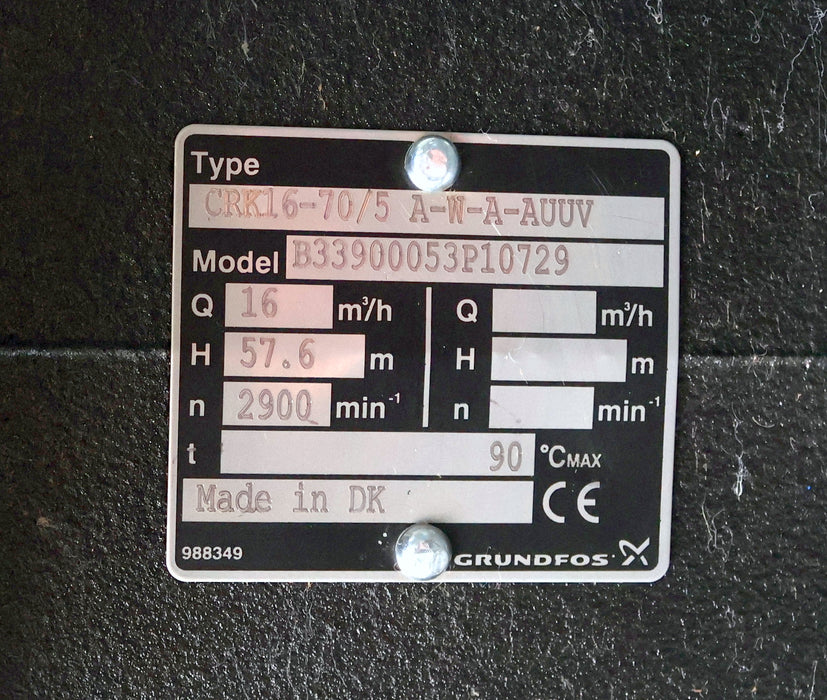 Type
CRK16-70/5 A-W-A-AUUV
Model B33900053P10729
Q 16 m³/h Q m³/h
H 57.6 m H m
n 2900 min⁻¹ n min⁻¹
t 90 °CMAX
Made in DK CE
988349 GRUNDFOS